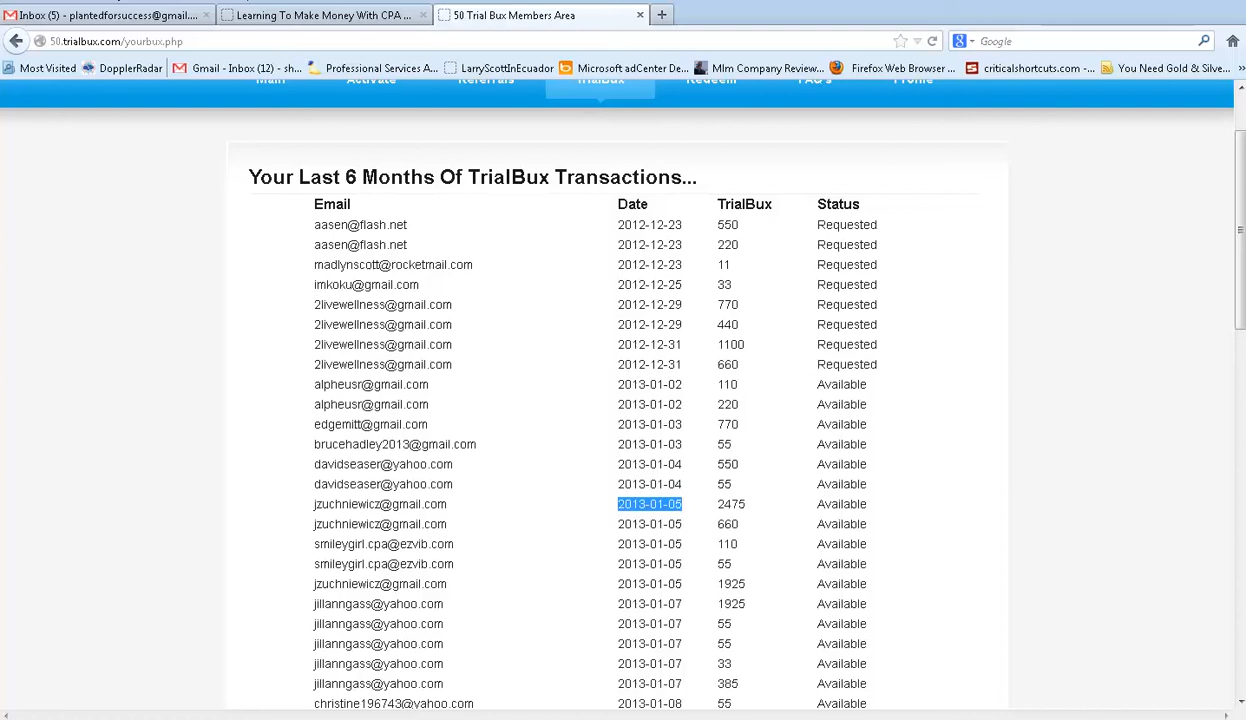 Inbox (5) - plantedforsuccess@gmail....
Learning To Make Money With CPA ...
50 Trial Bux Members Area
50.trialbux.com/yourbux.php
Google
Most Visited
DopplerRadar
Gmail - Inbox (12) - sh...
Professional Services A...
LarryScottInEcuador
Microsoft adCenter De...
Mlm Company Review...
Firefox Web Browser ...
criticalshortcuts.com -...
You Need Gold & Silve...
Main Activate Referrals TrialBux Redeem FAQ's Profile
Your Last 6 Months Of TrialBux Transactions...
Email Date TrialBux Status
aasen@flash.net 2012-12-23 550 Requested
aasen@flash.net 2012-12-23 220 Requested
madlynscott@rocketmail.com 2012-12-23 11 Requested
imkoku@gmail.com 2012-12-25 33 Requested
2livewellness@gmail.com 2012-12-29 770 Requested
2livewellness@gmail.com 2012-12-29 440 Requested
2livewellness@gmail.com 2012-12-31 1100 Requested
2livewellness@gmail.com 2012-12-31 660 Requested
alpheusr@gmail.com 2013-01-02 110 Available
alpheusr@gmail.com 2013-01-02 220 Available
edgemitt@gmail.com 2013-01-03 770 Available
brucehadley2013@gmail.com 2013-01-03 55 Available
davidseaser@yahoo.com 2013-01-04 550 Available
davidseaser@yahoo.com 2013-01-04 55 Available
jzuchniewicz@gmail.com 2013-01-05 2475 Available
jzuchniewicz@gmail.com 2013-01-05 660 Available
smileygirl.cpa@ezvib.com 2013-01-05 110 Available
smileygirl.cpa@ezvib.com 2013-01-05 55 Available
jzuchniewicz@gmail.com 2013-01-05 1925 Available
jillanngass@yahoo.com 2013-01-07 1925 Available
jillanngass@yahoo.com 2013-01-07 55 Available
jillanngass@yahoo.com 2013-01-07 55 Available
jillanngass@yahoo.com 2013-01-07 33 Available
jillanngass@yahoo.com 2013-01-07 385 Available
christine196743@yahoo.com 2013-01-08 55 Available